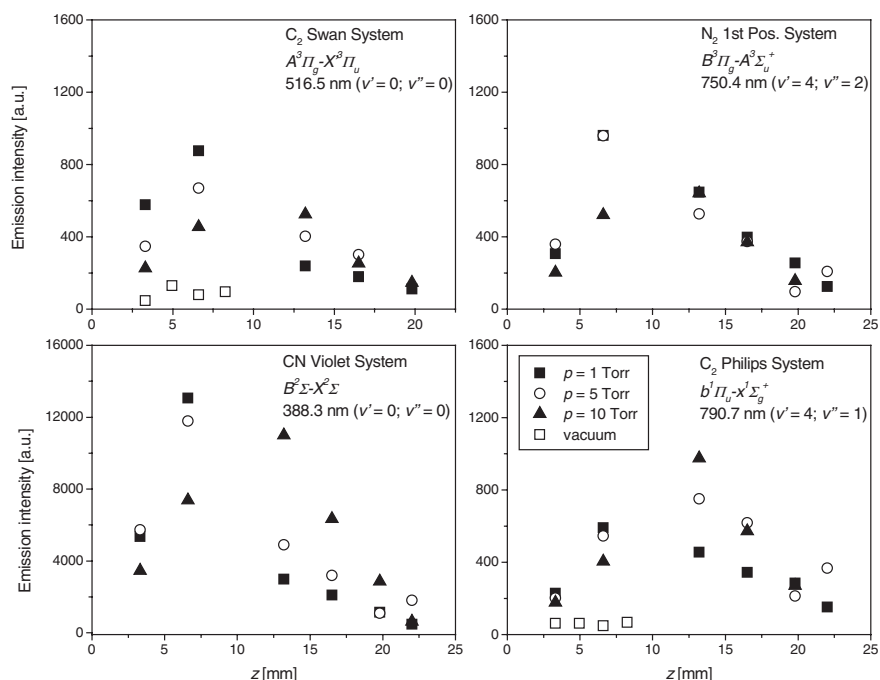 1600
1200
800
400
0
Emission intensity [a.u.]
C₂ Swan System
A³Πg-X'³Πu
516.5 nm (v' = 0; v'' = 0)
0 5 10 15 20
1600
1200
800
400
0
N₂ 1st Pos. System
B³Πg-A³Σu⁺
750.4 nm (v' = 4; v'' = 2)
0 5 10 15 20 25
16000
12000
8000
4000
0
Emission intensity [a.u.]
CN Violet System
B²Σ-X²Σ
388.3 nm (v' = 0; v'' = 0)
0 5 10 15 20 25
z [mm]
1600
1200
800
400
0
p = 1 Torr
p = 5 Torr
p = 10 Torr
vacuum
C₂ Philips System
b¹Πu-x¹Σg⁺
790.7 nm (v' = 4; v'' = 1)
0 5 10 15 20 25
z [mm]